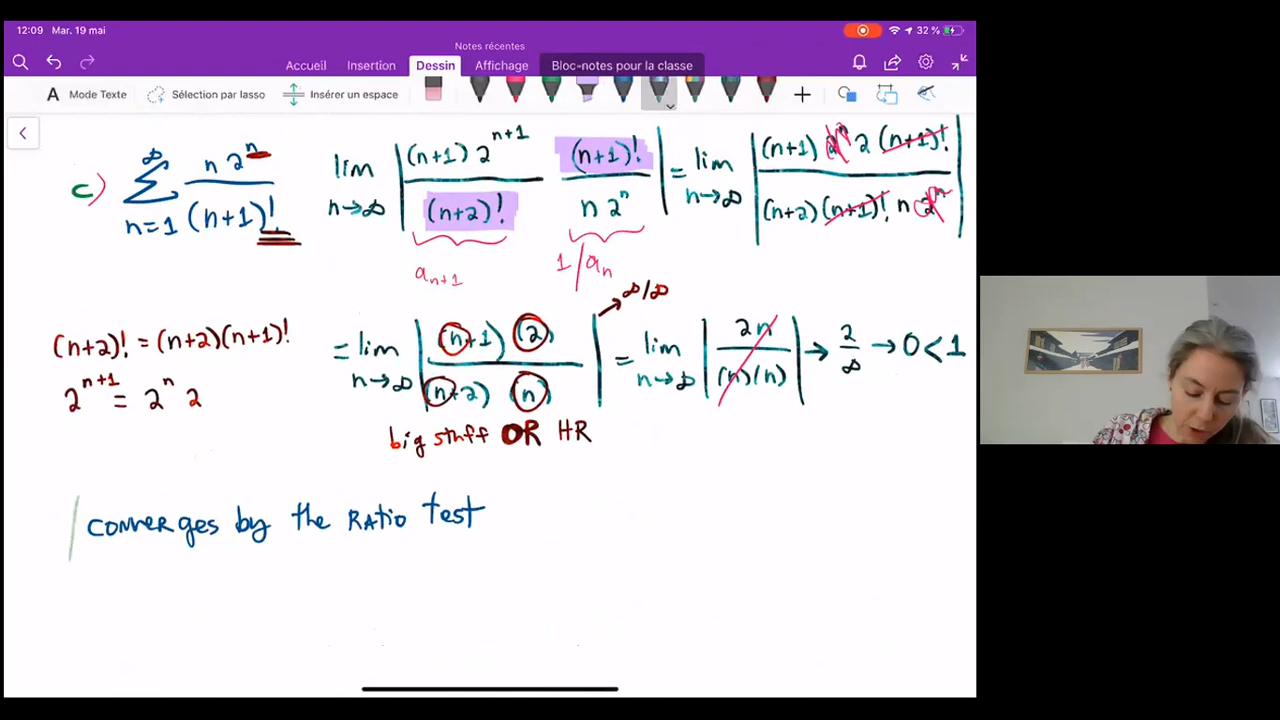 12:09 Mar. 19 mai
32 %
Notes récentes
Accueil Insertion Dessin Affichage Bloc-notes pour la classe
A Mode Texte Sélection par lasso Insérer un espace
c) ∞ Σ n=1 n 2^n / (n+1)! lim n→∞ | (n+1) 2^{n+1} / (n+2)! (n+1)! / n 2^n | = lim n→∞ | (n+1) 2^n 2 (n+1)! / (n+2) (n+1)! n 2^n |
a_{n+1} 1/a_n
(n+2)! = (n+2)(n+1)!
2^{n+1} = 2^n 2
= lim n→∞ | (n+1) (2) / (n+2) (n) | → ∞/∞ = lim n→∞ | 2n / (n)(n) | → 2/∞ → 0 < 1
big stuff OR HR
converges by the RATIO test